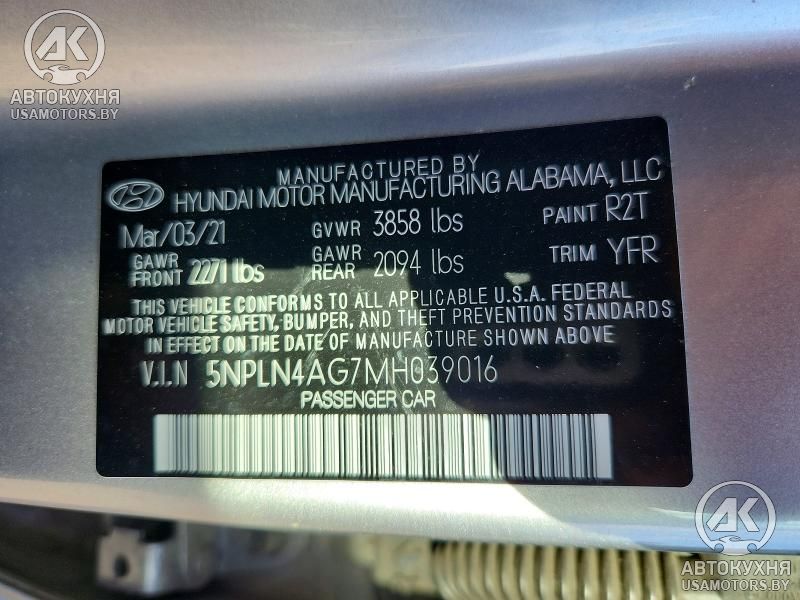 AK
АВТОКУХНЯ
USAMOTORS.BY
MANUFACTURED BY
HYUNDAI MOTOR MANUFACTURING ALABAMA, LLC
Mar/03/21 GVWR 3858 lbs PAINT R2T
GAWR FRONT 2271 lbs GAWR REAR 2094 lbs TRIM YFR
THIS VEHICLE CONFORMS TO ALL APPLICABLE U.S.A. FEDERAL
MOTOR VEHICLE SAFETY, BUMPER, AND THEFT PREVENTION STANDARDS
IN EFFECT ON THE DATE OF MANUFACTURE SHOWN ABOVE
V.I.N 5NPLN4AG7MH039016
PASSENGER CAR
AK
АВТОКУХНЯ
USAMOTORS.BY